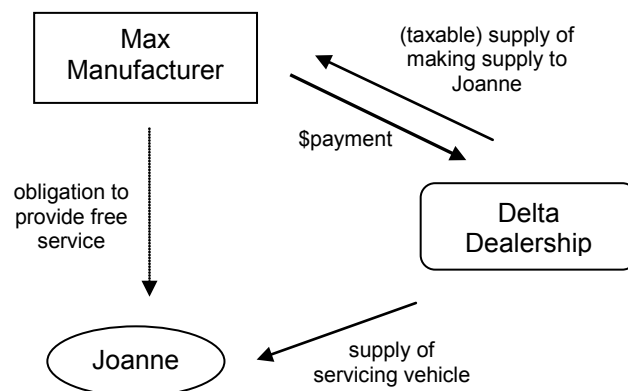 Max
Manufacturer
(taxable) supply of
making supply to
Joanne
$payment
obligation to
provide free
service
Delta
Dealership
Joanne
supply of
servicing vehicle